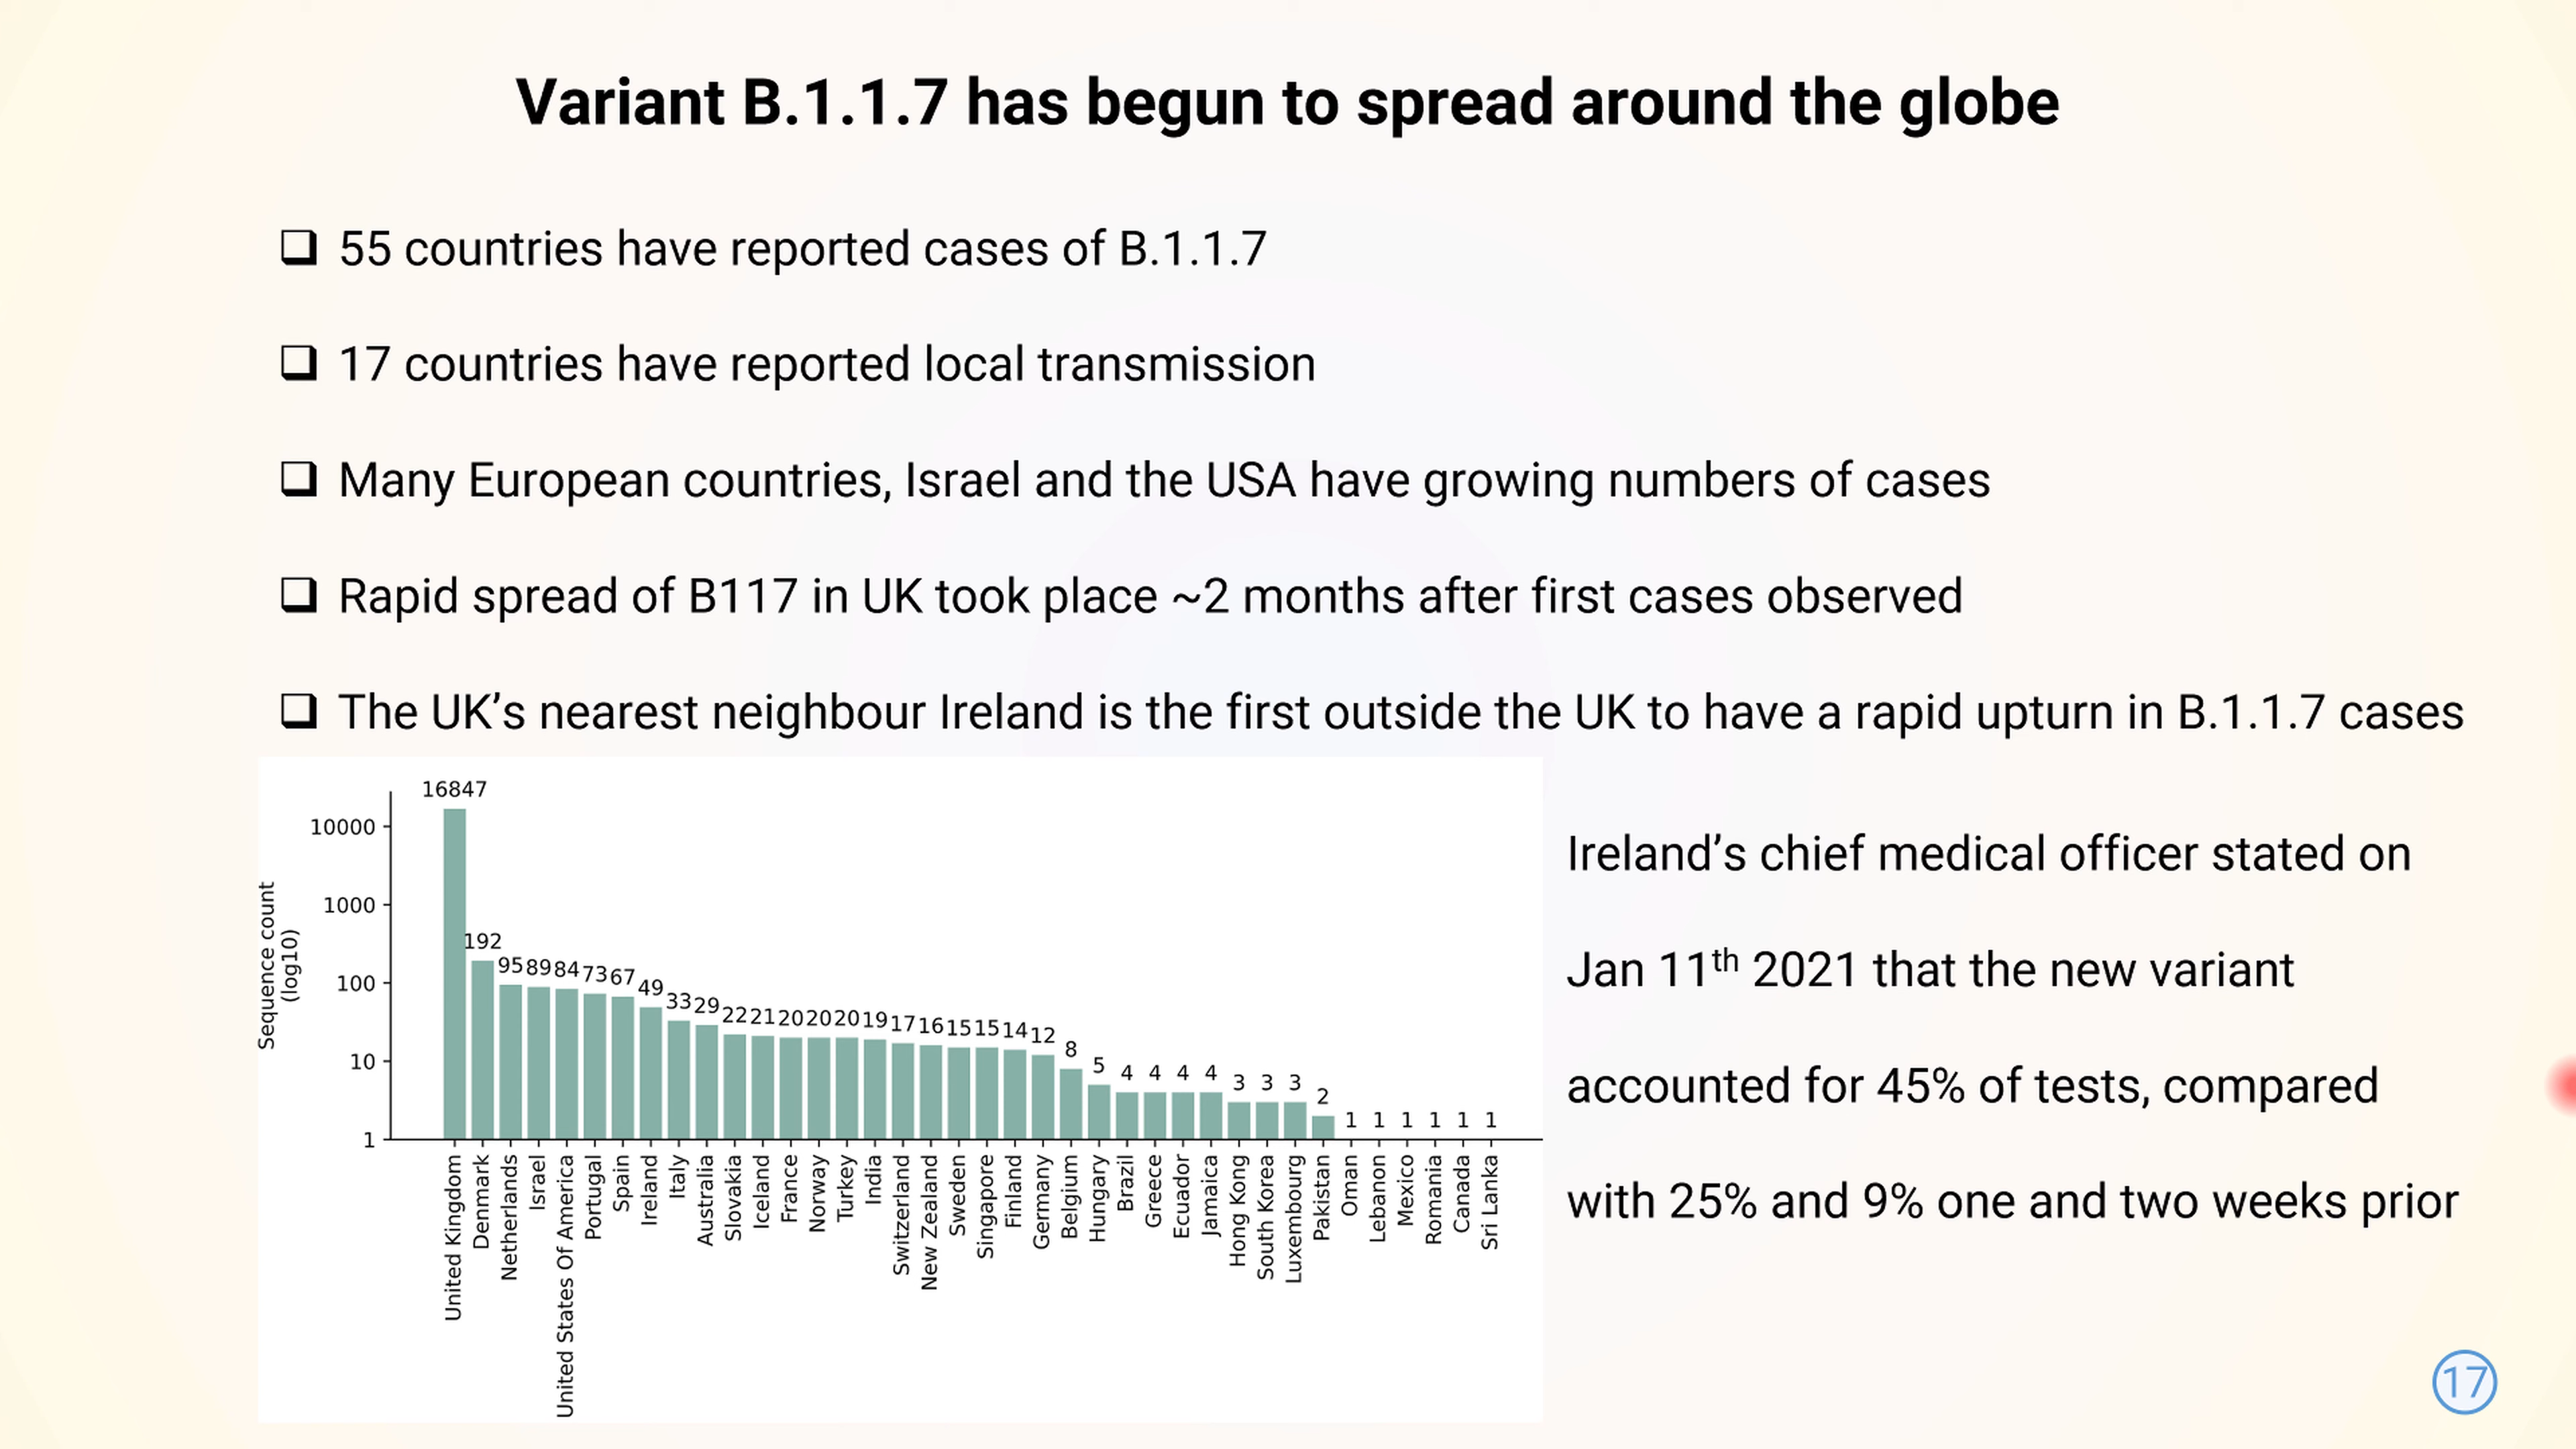 Variant B.1.1.7 has begun to spread around the globe
❑ 55 countries have reported cases of B.1.1.7
❑ 17 countries have reported local transmission
❑ Many European countries, Israel and the USA have growing numbers of cases
❑ Rapid spread of B117 in UK took place ~2 months after first cases observed
❑ The UK’s nearest neighbour Ireland is the first outside the UK to have a rapid upturn in B.1.1.7 cases
Sequence count
(log10)
10000
1000
100
10
1
16847
192
95
89
84
73
67
49
33
29
22
21
20
20
20
19
17
16
15
15
14
12
8
5
4
4
4
4
3
3
3
2
1
1
1
1
1
1
United Kingdom
Denmark
Netherlands
Israel
United States Of America
Portugal
Spain
Ireland
Italy
Australia
Slovakia
Iceland
France
Norway
Turkey
India
Switzerland
New Zealand
Sweden
Singapore
Finland
Germany
Belgium
Hungary
Brazil
Greece
Ecuador
Jamaica
Hong Kong
South Korea
Luxembourg
Pakistan
Oman
Lebanon
Mexico
Romania
Canada
Sri Lanka
Ireland’s chief medical officer stated on
Jan 11th 2021 that the new variant
accounted for 45% of tests, compared
with 25% and 9% one and two weeks prior
17